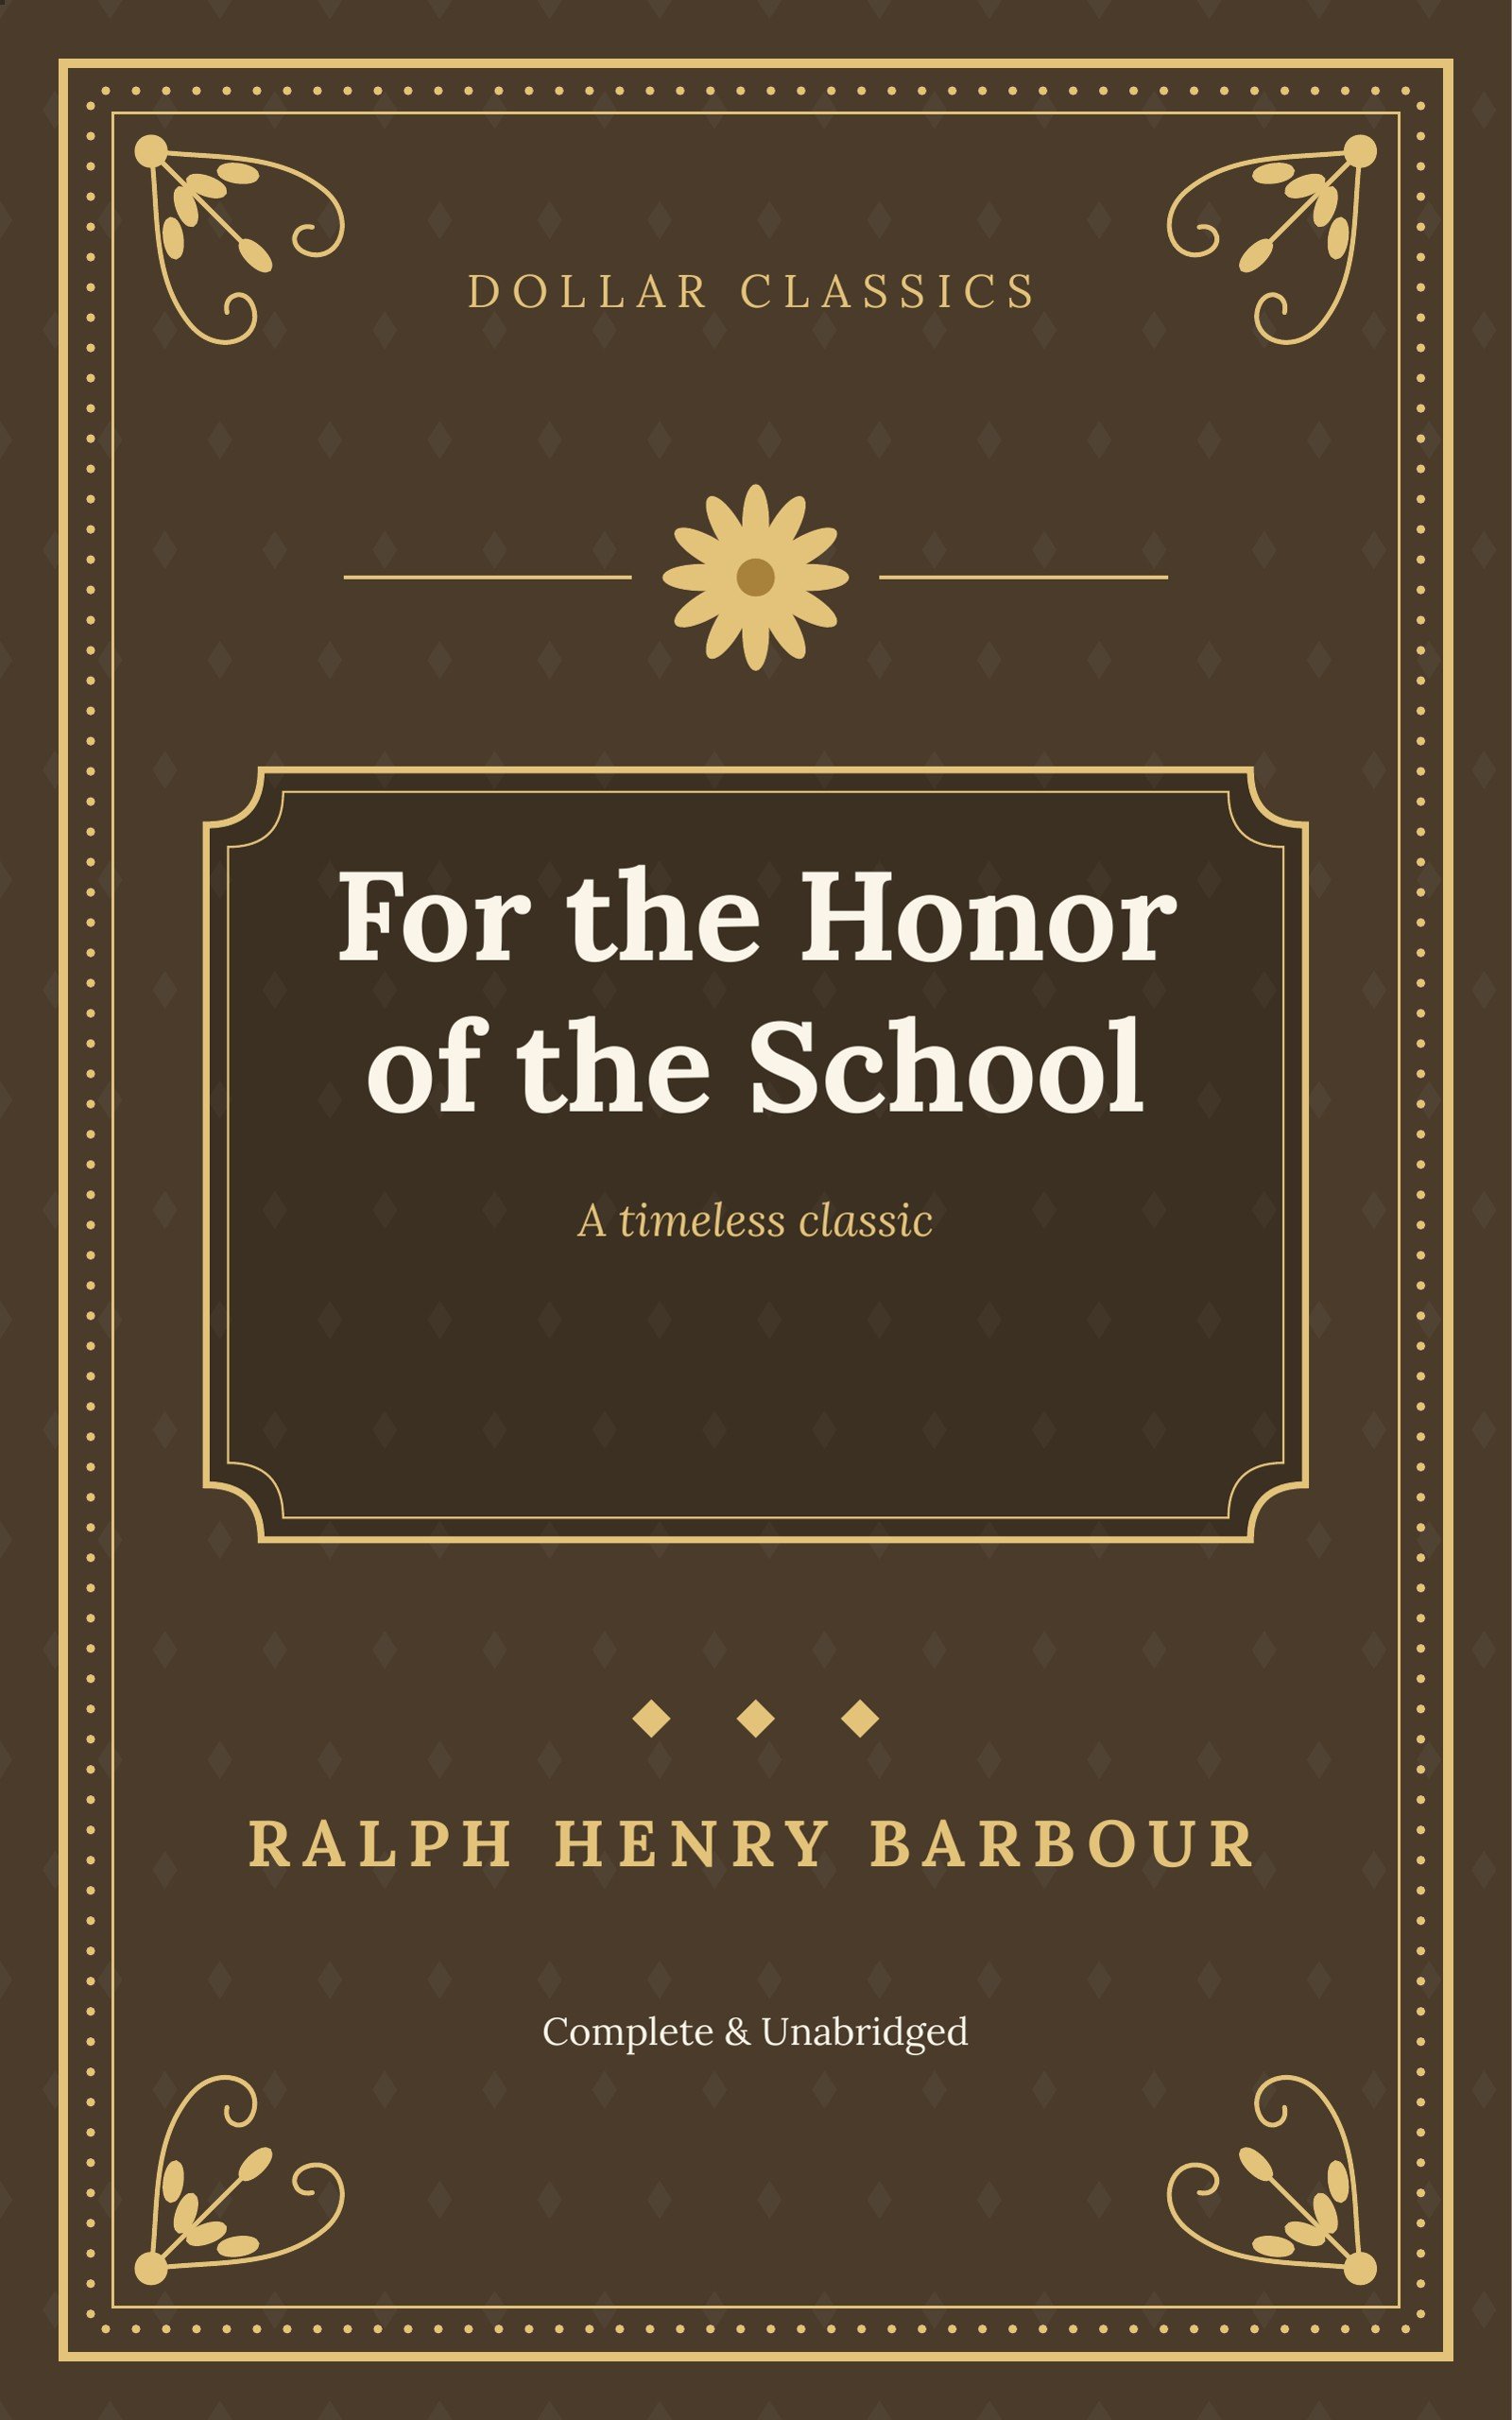 DOLLAR CLASSICS
For the Honor
of the School
A timeless classic
RALPH HENRY BARBOUR
Complete & Unabridged